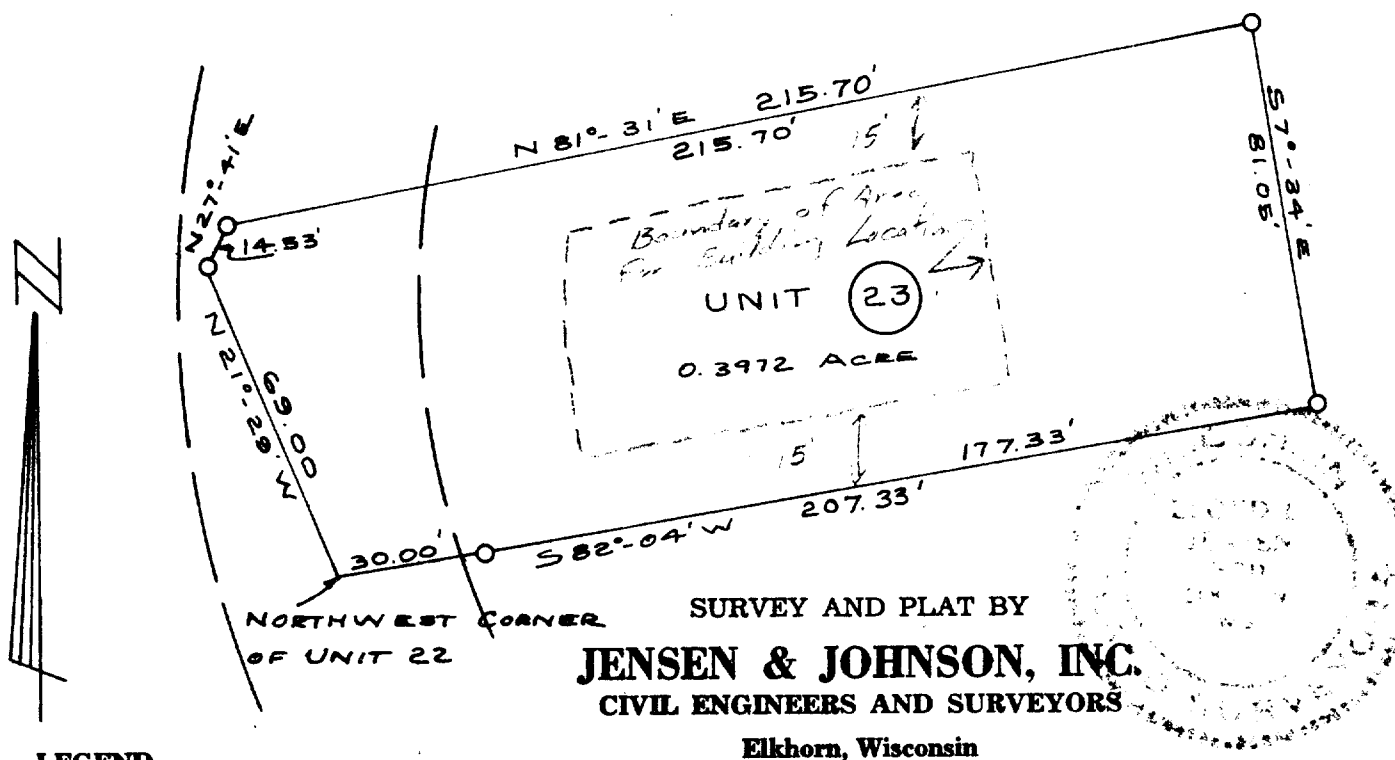 N 81°-31' E 215.70'
215.70'
15'
S 7°-34' E
81.05'
N 27°-41' E
14.53'
Boundary of Area
For Building Location
UNIT 23
0.3972 ACRE
N 21°-29' W
69.00
15'
177.33'
207.33'
S 82°-04' W
30.00'
NORTHWEST CORNER
OF UNIT 22
N
SURVEY AND PLAT BY
JENSEN & JOHNSON, INC.
CIVIL ENGINEERS AND SURVEYORS
Elkhorn, Wisconsin
LEGEND